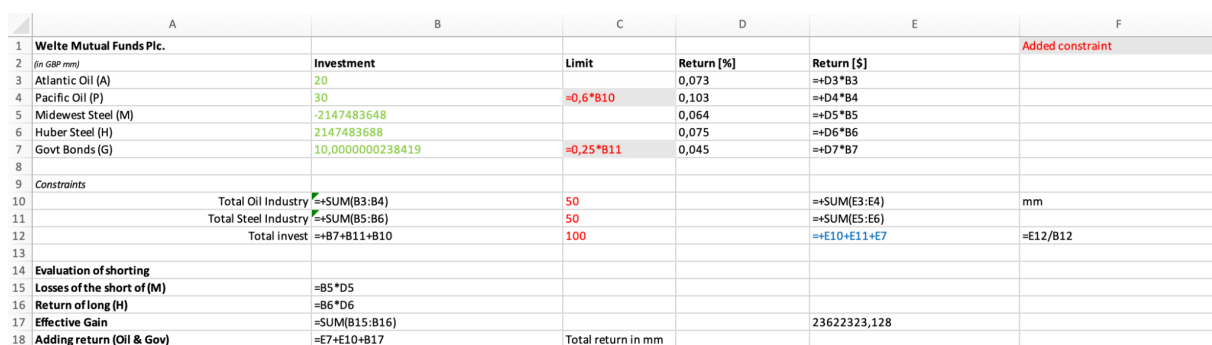 A B C D E F
1 Welte Mutual Funds Plc. Added constraint
2 (in GBP mm) Investment Limit Return [%] Return [$]
3 Atlantic Oil (A) 20 0,073 =+D3*B3
4 Pacific Oil (P) 30 =0,6*B10 0,103 =+D4*B4
5 Midwest Steel (M) -2147483648 0,064 =+D5*B5
6 Huber Steel (H) 2147483688 0,075 =+D6*B6
7 Govt Bonds (G) 10,0000000238419 =0,25*B11 0,045 =+D7*B7
8
9 Constraints
10 Total Oil Industry =+SUM(B3:B4) 50 =+SUM(E3:E4) mm
11 Total Steel Industry =+SUM(B5:B6) 50 =+SUM(E5:E6)
12 Total invest =+B7+B11+B10 100 =+E10+E11+E7 =E12/B12
13
14 Evaluation of shorting
15 Losses of the short of (M) =B5*D5
16 Return of long (H) =B6*D6
17 Effective Gain =SUM(B15:B16) 23622323,128
18 Adding return (Oil & Gov) =E7+E10+B17 Total return in mm